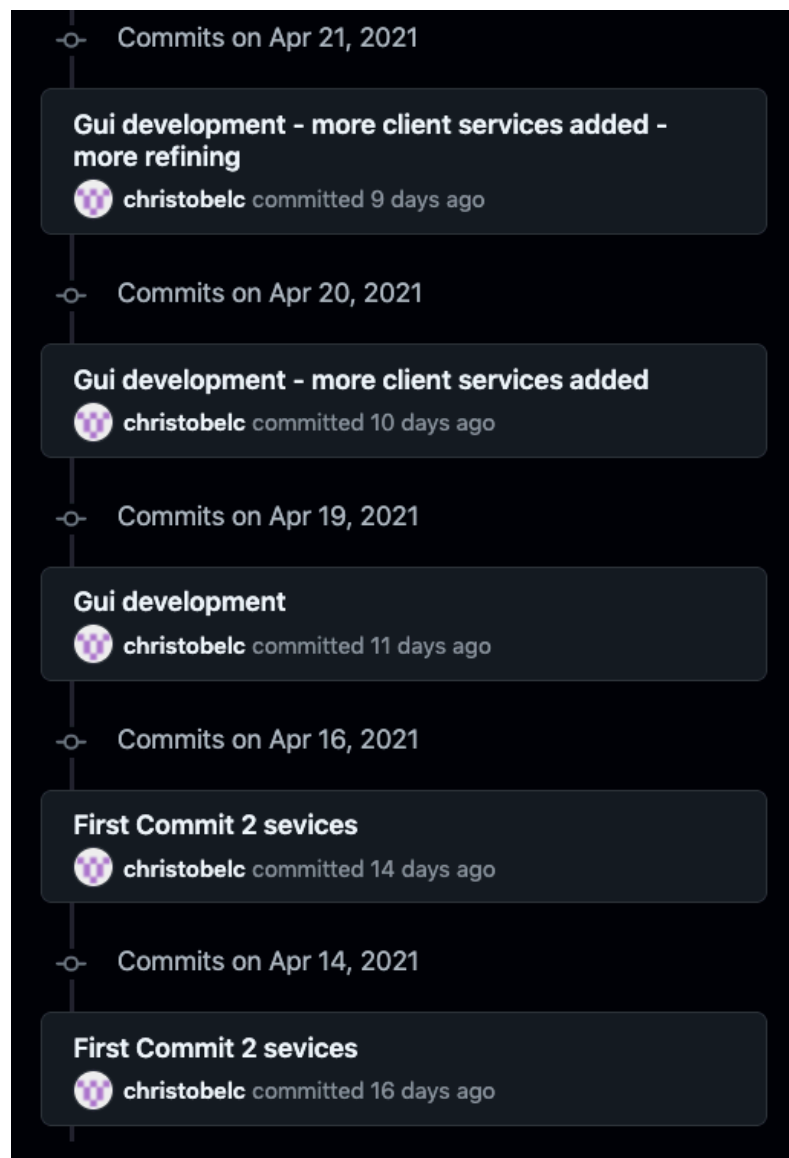 Commits on Apr 21, 2021
Gui development - more client services added -
more refining
christobelc committed 9 days ago
Commits on Apr 20, 2021
Gui development - more client services added
christobelc committed 10 days ago
Commits on Apr 19, 2021
Gui development
christobelc committed 11 days ago
Commits on Apr 16, 2021
First Commit 2 sevices
christobelc committed 14 days ago
Commits on Apr 14, 2021
First Commit 2 sevices
christobelc committed 16 days ago